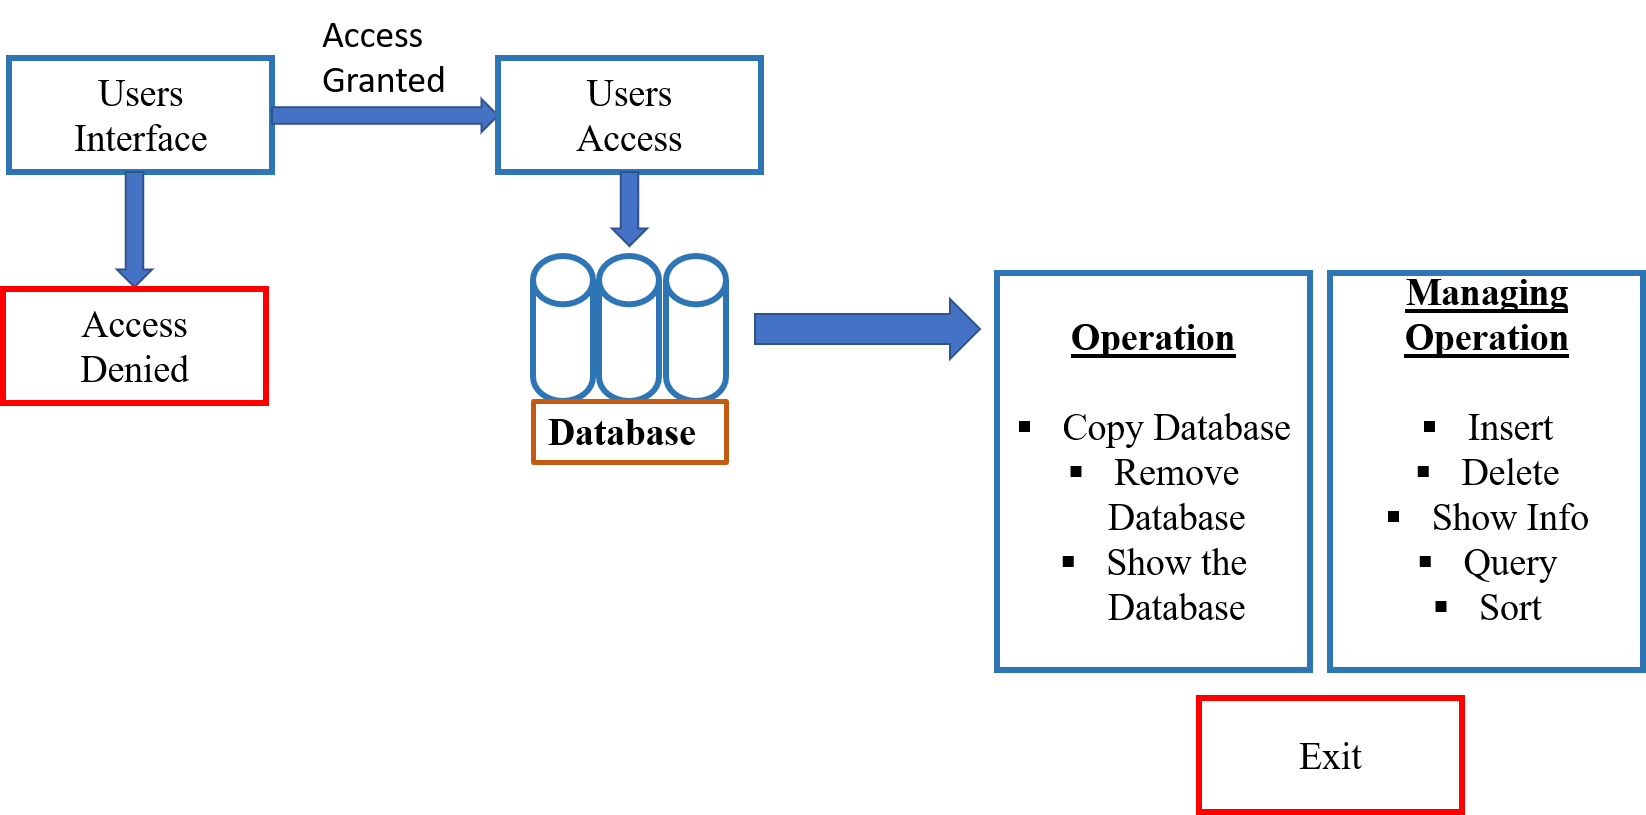 Access
Granted
Users
Interface
Users
Access
Access
Denied
Database
Operation
▪ Copy Database
▪ Remove
Database
▪ Show the
Database
Managing
Operation
▪ Insert
▪ Delete
▪ Show Info
▪ Query
▪ Sort
Exit